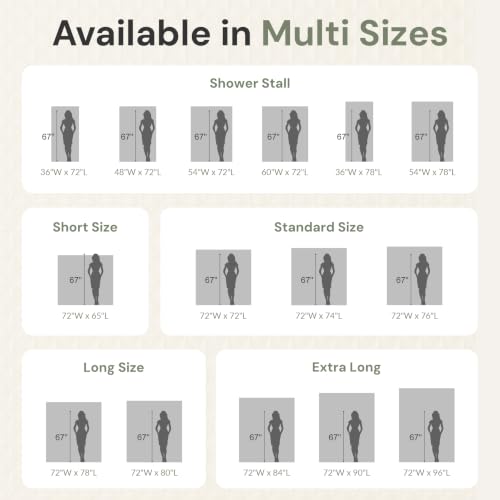 Available in Multi Sizes
Shower Stall
67" 67" 67" 67" 67" 67"
36"W x 72"L 48"W x 72"L 54"W x 72"L 60"W x 72"L 36"W x 78"L 54"W x 78"L
Short Size
67"
72"W x 65"L
Standard Size
67" 67" 67"
72"W x 72"L 72"W x 74"L 72"W x 76"L
Long Size
67" 67"
72"W x 78"L 72"W x 80"L
Extra Long
67" 67" 67"
72"W x 84"L 72"W x 90"L 72"W x 96"L